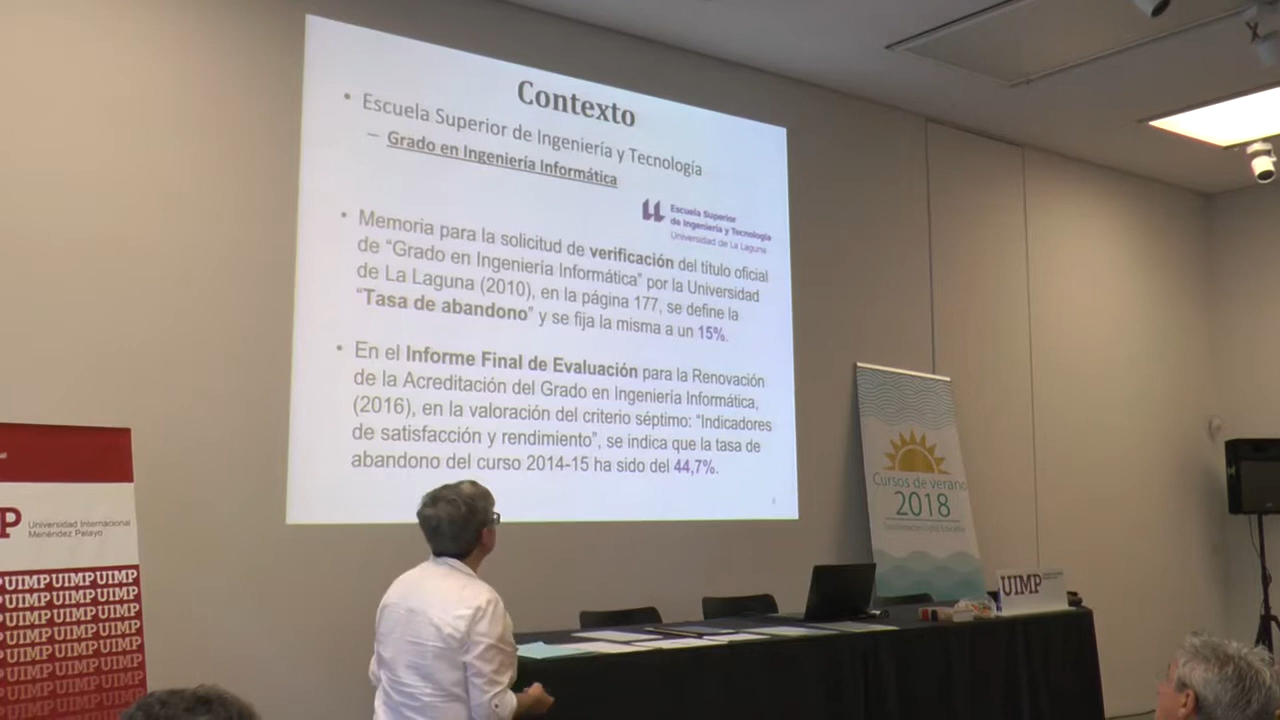 Contexto
• Escuela Superior de Ingeniería y Tecnología
– Grado en Ingeniería Informática
Escuela Superior
de Ingeniería y Tecnología
Universidad de La Laguna
• Memoria para la solicitud de verificación del título oficial
de “Grado en Ingeniería Informática” por la Universidad
de La Laguna (2010), en la página 177, se define la
“Tasa de abandono” y se fija la misma a un 15%.
• En el Informe Final de Evaluación para la Renovación
de la Acreditación del Grado en Ingeniería Informática,
(2016), en la valoración del criterio séptimo: “Indicadores
de satisfacción y rendimiento”, se indica que la tasa de
abandono del curso 2014-15 ha sido del 44,7%.
P
Universidad Internacional
Menéndez Pelayo
UIMP UIMP UIMP
UIMP UIMP UIMP
UIMP UIMP UIMP
UIMP UIMP UIMP
UIMP UIMP UIMP
UIMP UIMP UIMP
UIMP UIMP UIMP
UIMP UIMP UIMP
Cursos de verano
2018
UIMP